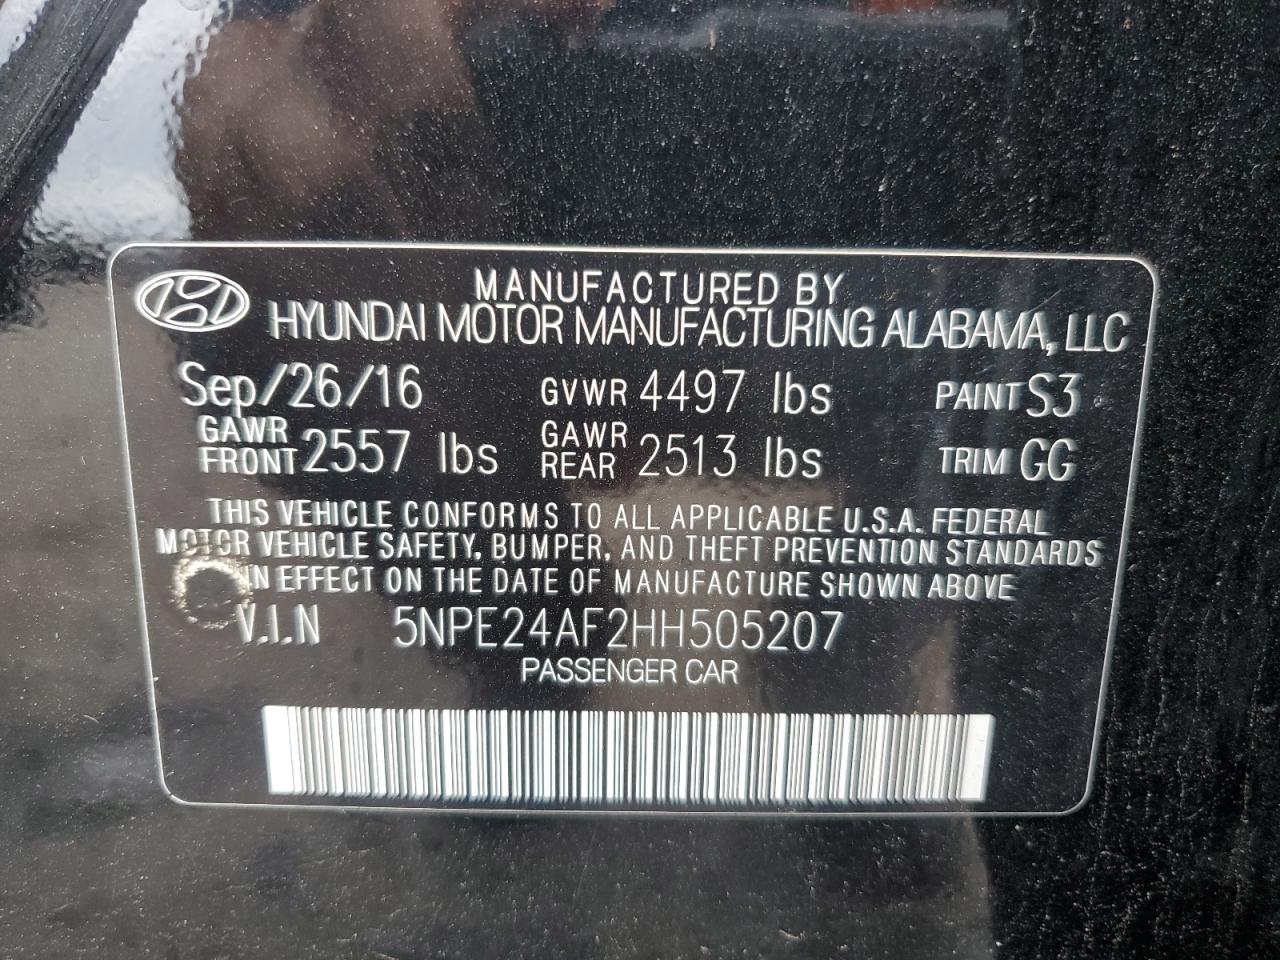 MANUFACTURED BY
HYUNDAI MOTOR MANUFACTURING ALABAMA, LLC
Sep/26/16 GVWR 4497 lbs PAINT S3
GAWR FRONT 2557 lbs GAWR REAR 2513 lbs TRIM GG
THIS VEHICLE CONFORMS TO ALL APPLICABLE U.S.A. FEDERAL
MOTOR VEHICLE SAFETY, BUMPER, AND THEFT PREVENTION STANDARDS
IN EFFECT ON THE DATE OF MANUFACTURE SHOWN ABOVE
V.I.N 5NPE24AF2HH505207
PASSENGER CAR